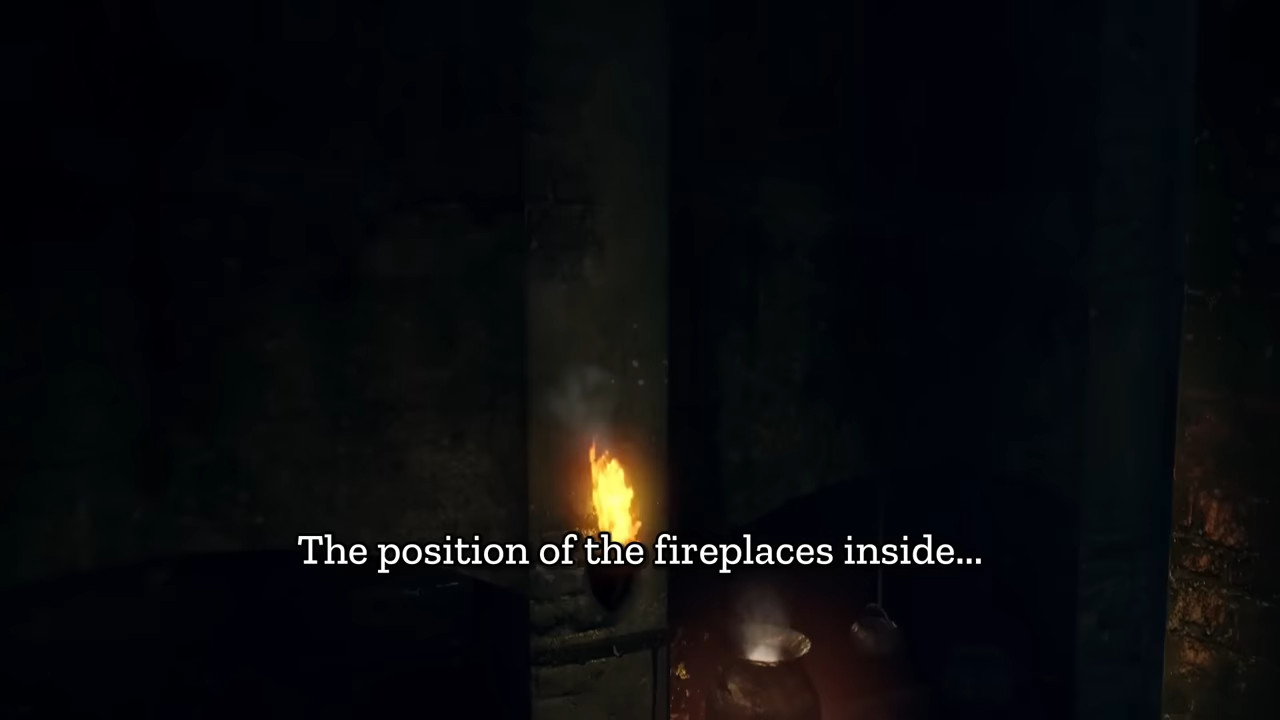 The position of the fireplaces inside...